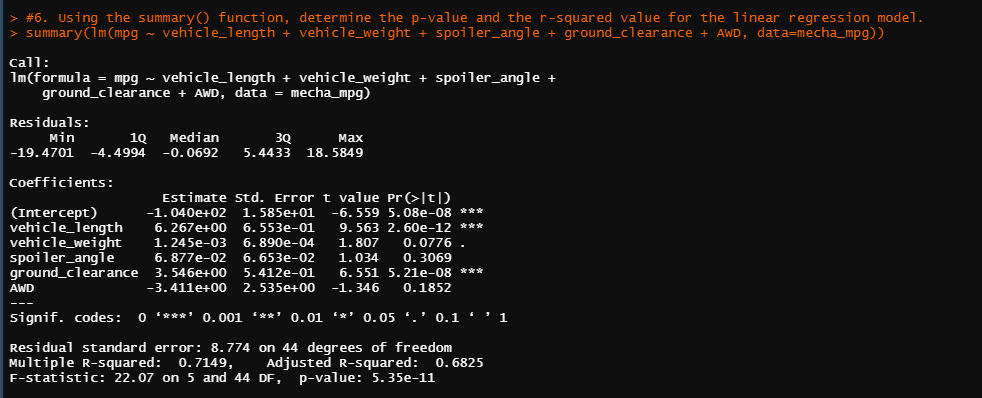 > #6. Using the summary() function, determine the p-value and the r-squared value for the linear regression model.
> summary(lm(mpg ~ vehicle_length + vehicle_weight + spoiler_angle + ground_clearance + AWD, data=mecha_mpg))
Call:
lm(formula = mpg ~ vehicle_length + vehicle_weight + spoiler_angle +
    ground_clearance + AWD, data = mecha_mpg)
Residuals:
     Min       1Q   Median       3Q      Max
-19.4701  -4.4994  -0.0692   5.4433  18.5849
Coefficients:
                   Estimate Std. Error t value Pr(>|t|)
(Intercept)      -1.040e+02  1.585e+01  -6.559 5.08e-08 ***
vehicle_length    6.267e+00  6.553e-01   9.563 2.60e-12 ***
vehicle_weight    1.245e-03  6.890e-04   1.807   0.0776 .
spoiler_angle     6.877e-02  6.653e-02   1.034   0.3069
ground_clearance  3.546e+00  5.412e-01   6.551 5.21e-08 ***
AWD              -3.411e+00  2.535e+00  -1.346   0.1852
---
Signif. codes:  0 ‘***’ 0.001 ‘**’ 0.01 ‘*’ 0.05 ‘.’ 0.1 ‘ ’ 1
Residual standard error: 8.774 on 44 degrees of freedom
Multiple R-squared:  0.7149,    Adjusted R-squared:  0.6825
F-statistic: 22.07 on 5 and 44 DF,  p-value: 5.35e-11